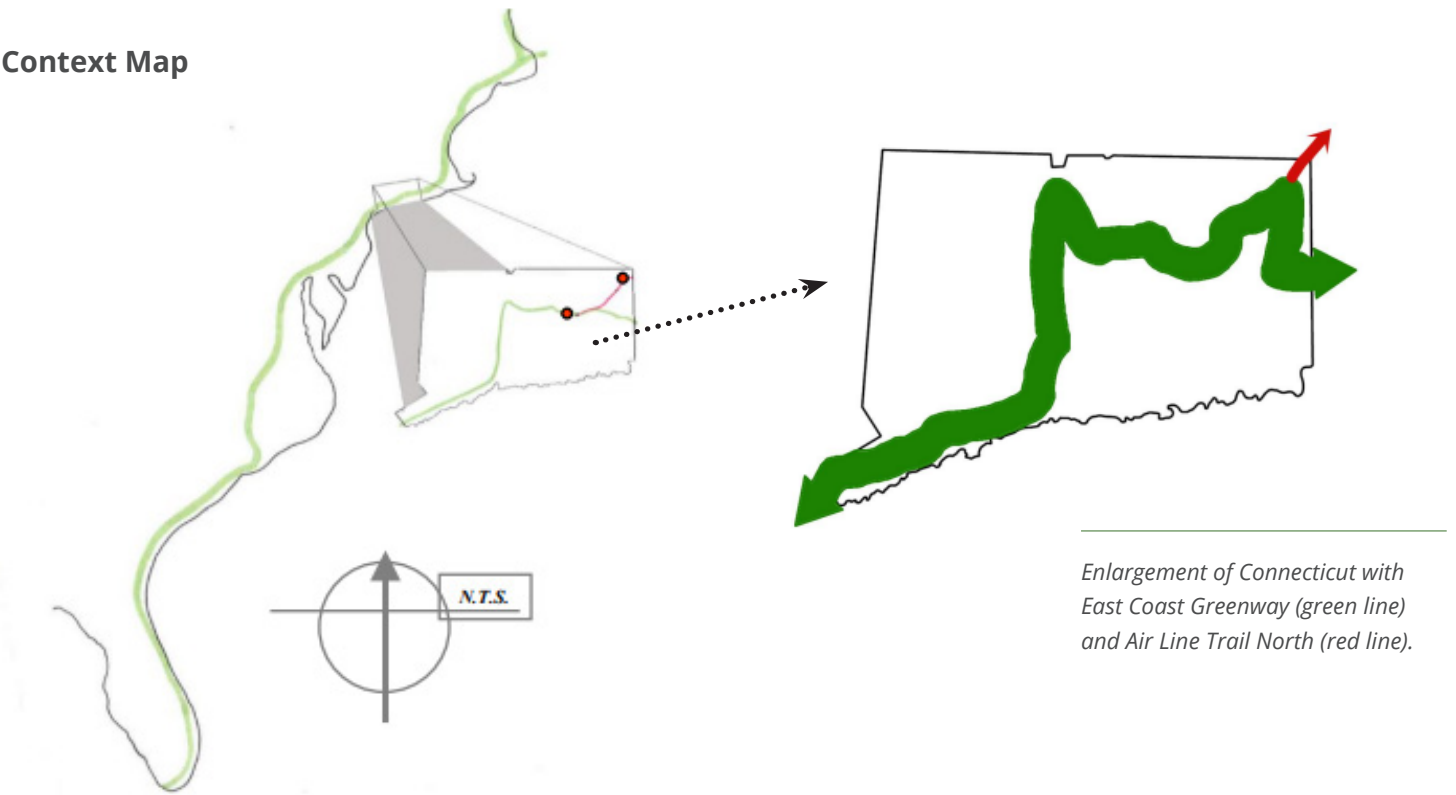 Context Map
N.T.S.
Enlargement of Connecticut with
East Coast Greenway (green line)
and Air Line Trail North (red line).